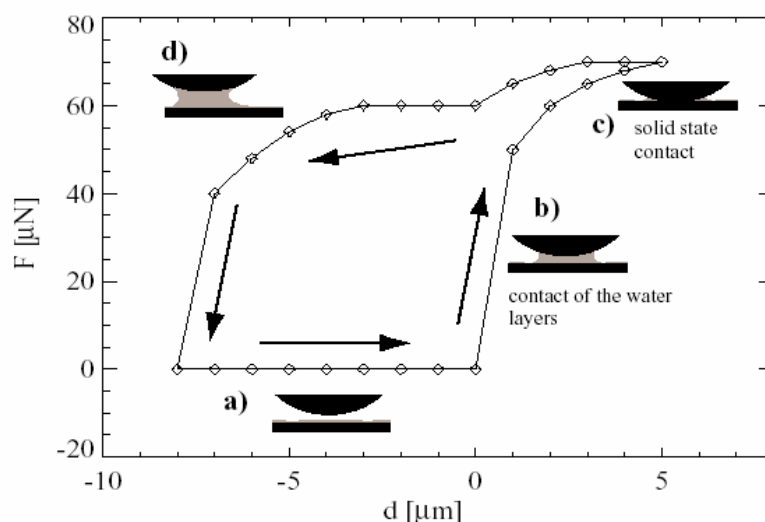 80
d)
60
c)
solid state
contact
40
b)
F [μN]
20
contact of the water
layers
0
a)
-20
-10
-5
0
5
d [μm]